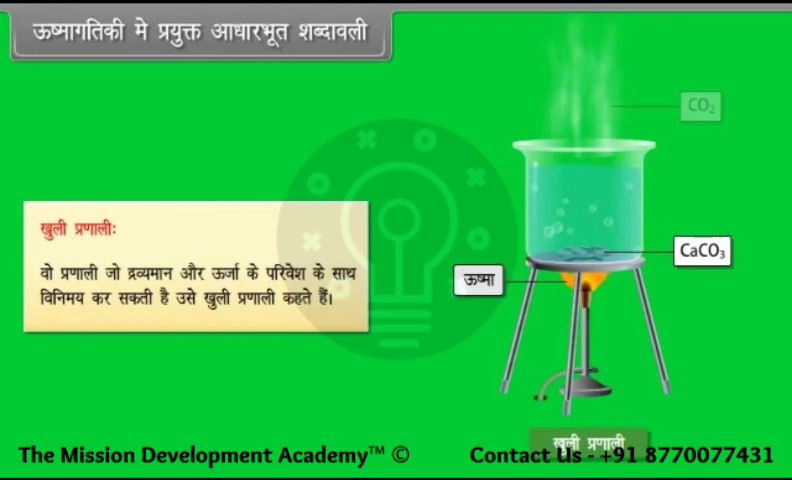 ऊष्मागतिकी मे प्रयुक्त आधारभूत शब्दावली
CO₂
खुली प्रणालीः
वो प्रणाली जो द्रव्यमान और ऊर्जा के परिवेश के साथ
विनिमय कर सकती है उसे खुली प्रणाली कहते हैं।
CaCO₃
ऊष्मा
खुली प्रणाली
The Mission Development Academy™ © Contact Us - +91 8770077431